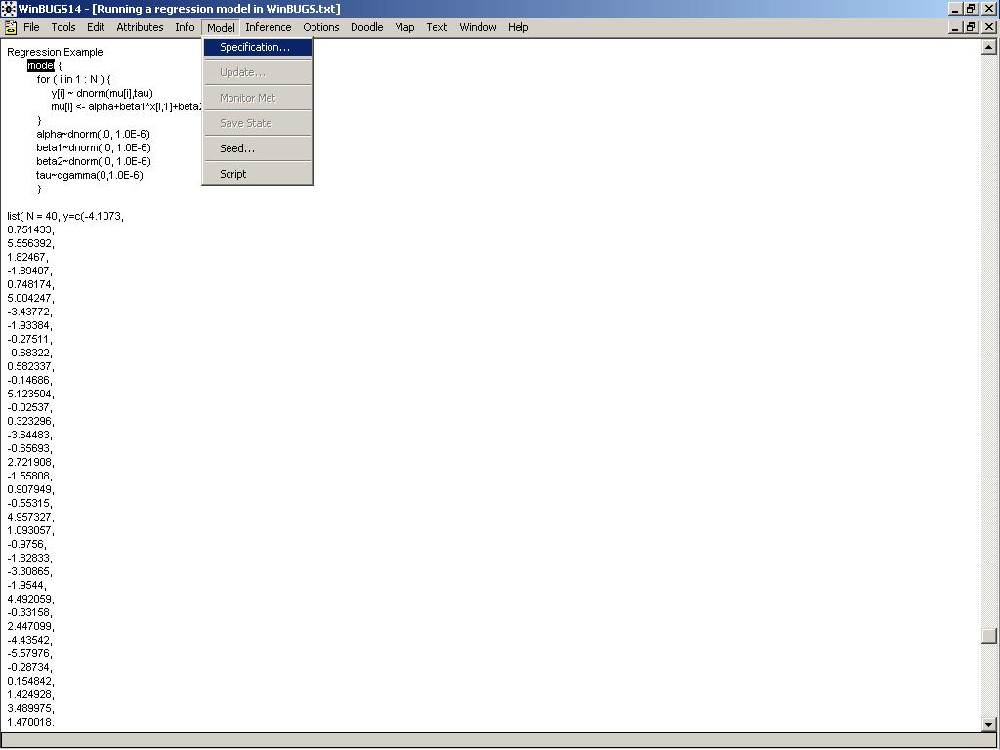 WinBUGS14 - [Running a regression model in WinBUGS.txt]
File Tools Edit Attributes Info Model Inference Options Doodle Map Text Window Help
Specification...
Update...
Monitor Met
Save State
Seed...
Script
Regression Example
model {
for ( i in 1 : N ) {
y[i] ~ dnorm(mu[i],tau)
mu[i] <- alpha+beta1*x[i,1]+beta2
}
alpha~dnorm(.0, 1.0E-6)
beta1~dnorm(.0, 1.0E-6)
beta2~dnorm(.0, 1.0E-6)
tau~dgamma(0,1.0E-6)
}
list( N = 40, y=c(-4.1073,
0.751433,
5.556392,
1.82467,
-1.89407,
0.748174,
5.004247,
-3.43772,
-1.93384,
-0.27511,
-0.68322,
0.582337,
-0.14686,
5.123504,
-0.02537,
0.323296,
-3.64483,
-0.65693,
2.721908,
-1.55808,
0.907949,
-0.55315,
4.957327,
1.093057,
-0.9756,
-1.82833,
-3.30865,
-1.9544,
4.492059,
-0.33158,
2.447099,
-4.43542,
-5.57976,
-0.28734,
0.154842,
1.424928,
3.489975,
1.470018.